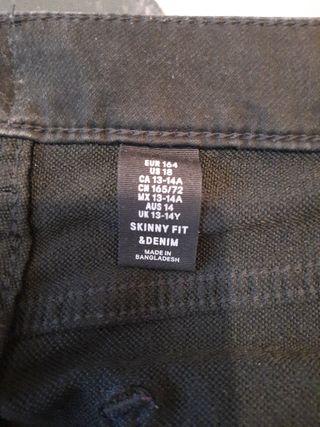 EUR 164
US 18
CA 13-14A
CN 165/72
MX 13-14A
AUS 14
UK 13-14Y
SKINNY FIT
&DENIM
MADE IN
BANGLADESH